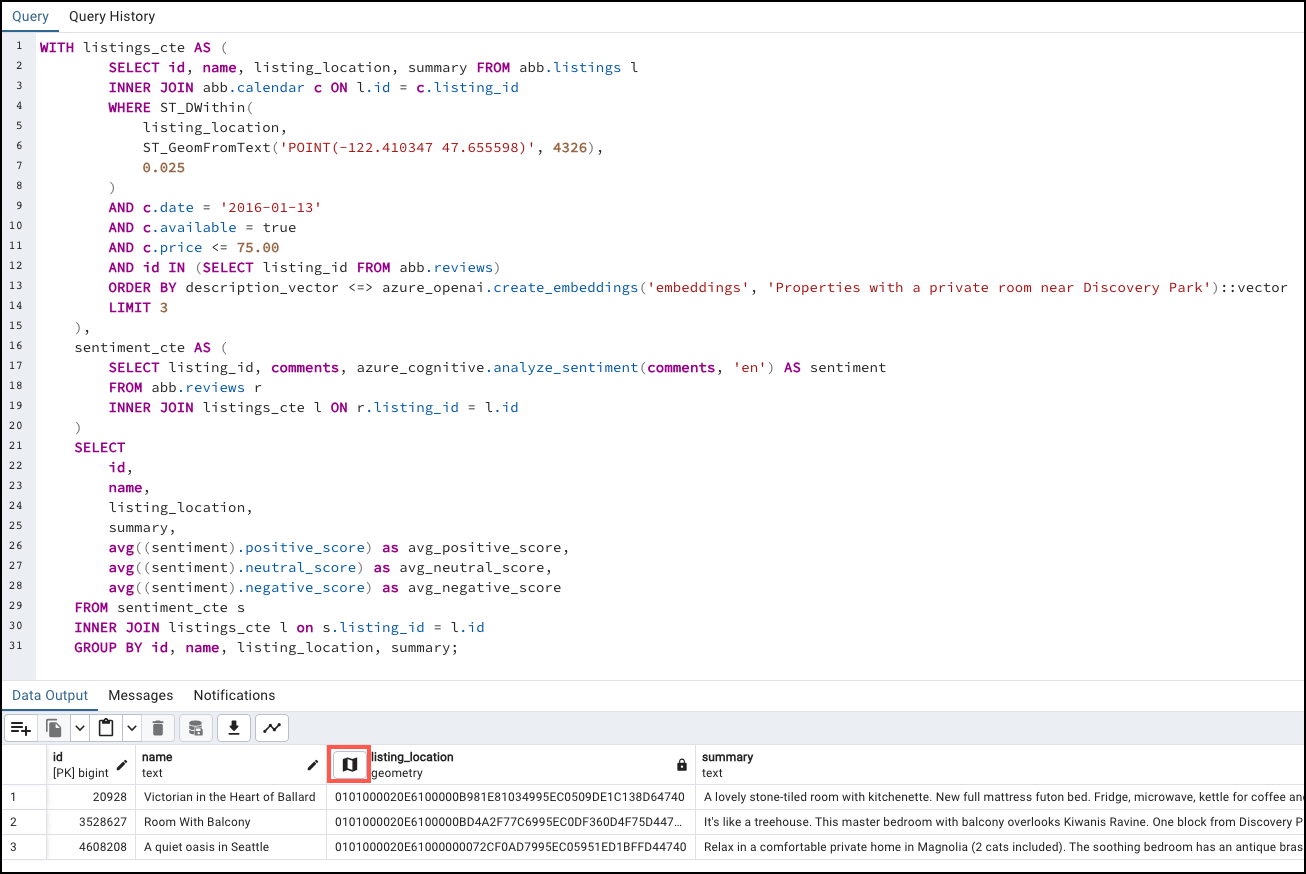 Query Query History
1 WITH listings_cte AS (
2 SELECT id, name, listing_location, summary FROM abb.listings l
3 INNER JOIN abb.calendar c ON l.id = c.listing_id
4 WHERE ST_DWithin(
5 listing_location,
6 ST_GeomFromText('POINT(-122.410347 47.655598)', 4326),
7 0.025
8 )
9 AND c.date = '2016-01-13'
10 AND c.available = true
11 AND c.price <= 75.00
12 AND id IN (SELECT listing_id FROM abb.reviews)
13 ORDER BY description_vector <=> azure_openai.create_embeddings('embeddings', 'Properties with a private room near Discovery Park')::vector
14 LIMIT 3
15 ),
16 sentiment_cte AS (
17 SELECT listing_id, comments, azure_cognitive.analyze_sentiment(comments, 'en') AS sentiment
18 FROM abb.reviews r
19 INNER JOIN listings_cte l ON r.listing_id = l.id
20 )
21 SELECT
22 id,
23 name,
24 listing_location,
25 summary,
26 avg((sentiment).positive_score) as avg_positive_score,
27 avg((sentiment).neutral_score) as avg_neutral_score,
28 avg((sentiment).negative_score) as avg_negative_score
29 FROM sentiment_cte s
30 INNER JOIN listings_cte l on s.listing_id = l.id
31 GROUP BY id, name, listing_location, summary;
Data Output Messages Notifications
id name listing_location summary
[PK] bigint text geometry text
1 20928 Victorian in the Heart of Ballard 0101000020E6100000B981E81034995EC0509DE1C138D64740 A lovely stone-tiled room with kitchenette. New full mattress futon bed. Fridge, microwave, kettle for coffee an
2 3528627 Room With Balcony 0101000020E6100000BD4A2F77C6995EC0DF360D4F75D447... It's like a treehouse. This master bedroom with balcony overlooks Kiwanis Ravine. One block from Discovery P
3 4608208 A quiet oasis in Seattle 0101000020E61000000072CF0AD7995EC05951ED1BFFD44740 Relax in a comfortable private home in Magnolia (2 cats included). The soothing bedroom has an antique bras